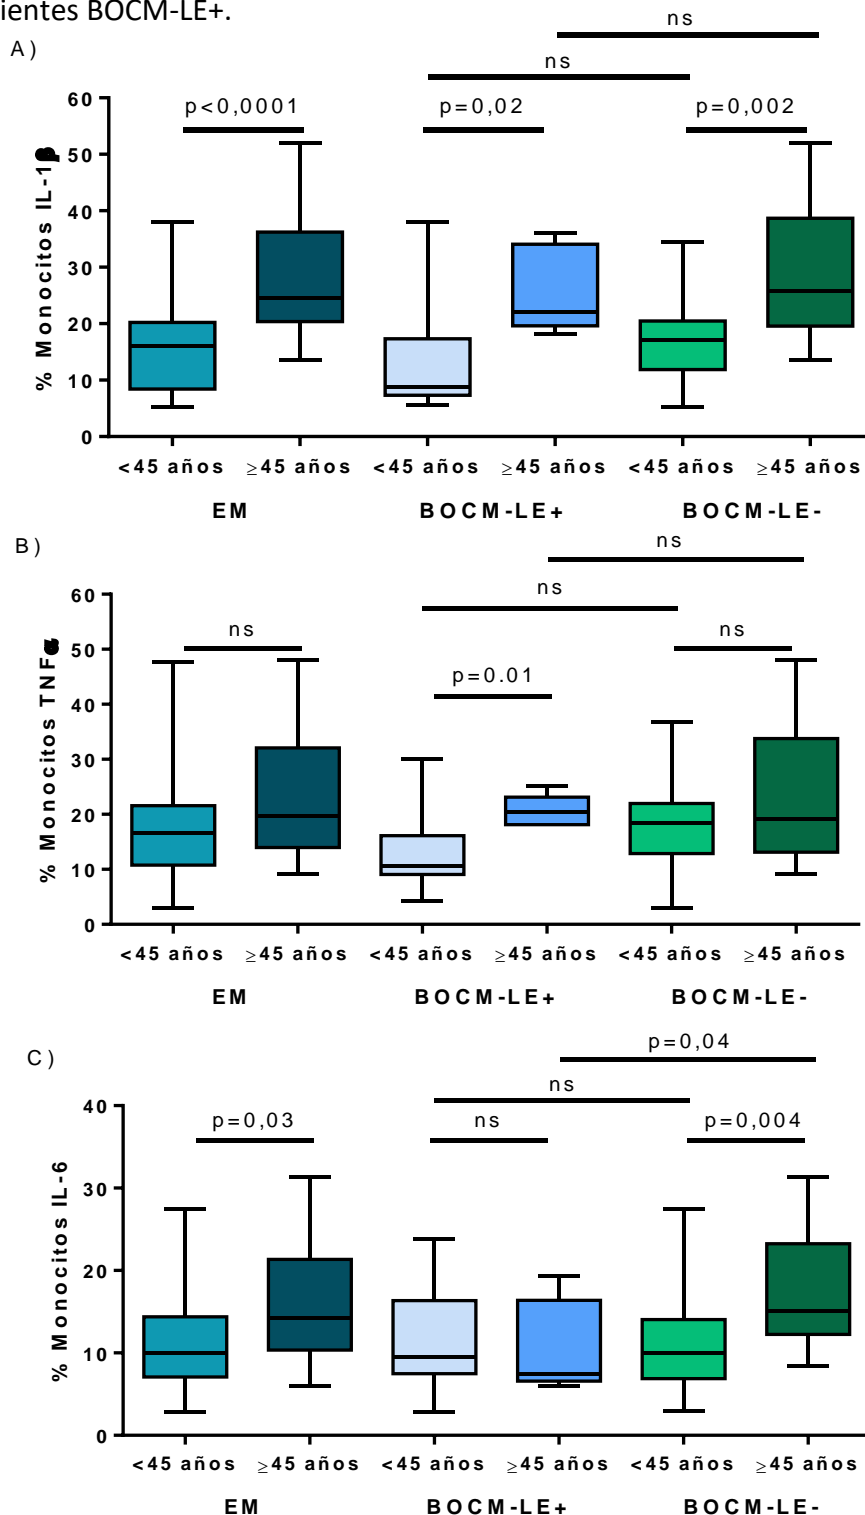 ientes BOCM-LE+.
ns
A)
ns
p<0,0001 p=0,02 p=0,002
60
50
40
30
20
10
0
% Monocitos IL-1β
<45 años ≥45 años <45 años ≥45 años <45 años ≥45 años
EM BOCM-LE+ BOCM-LE-
B)
ns
ns
ns p=0.01 ns
60
50
40
30
20
10
0
% Monocitos TNFα
<45 años ≥45 años <45 años ≥45 años <45 años ≥45 años
EM BOCM-LE+ BOCM-LE-
C)
p=0,04
ns
p=0,03 ns p=0,004
40
30
20
10
0
% Monocitos IL-6
<45 años ≥45 años <45 años ≥45 años <45 años ≥45 años
EM BOCM-LE+ BOCM-LE-